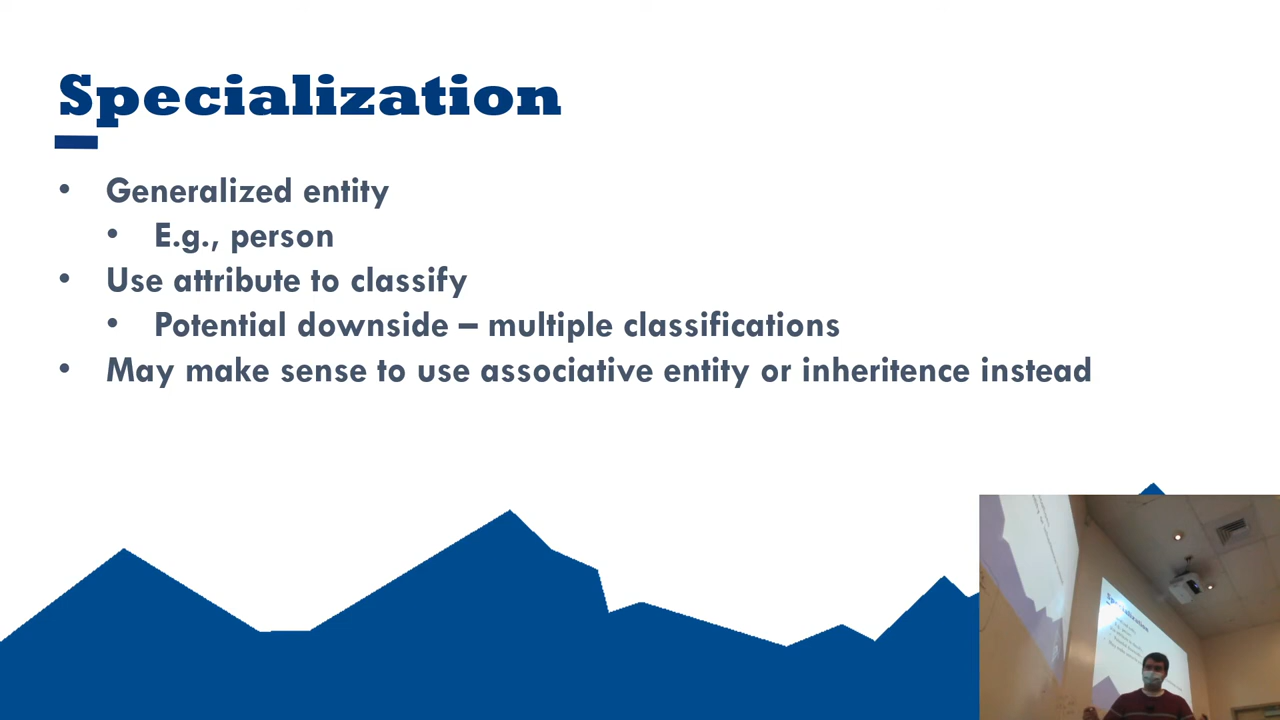 Specialization
• Generalized entity
• E.g., person
• Use attribute to classify
• Potential downside – multiple classifications
• May make sense to use associative entity or inheritence instead
Specialization